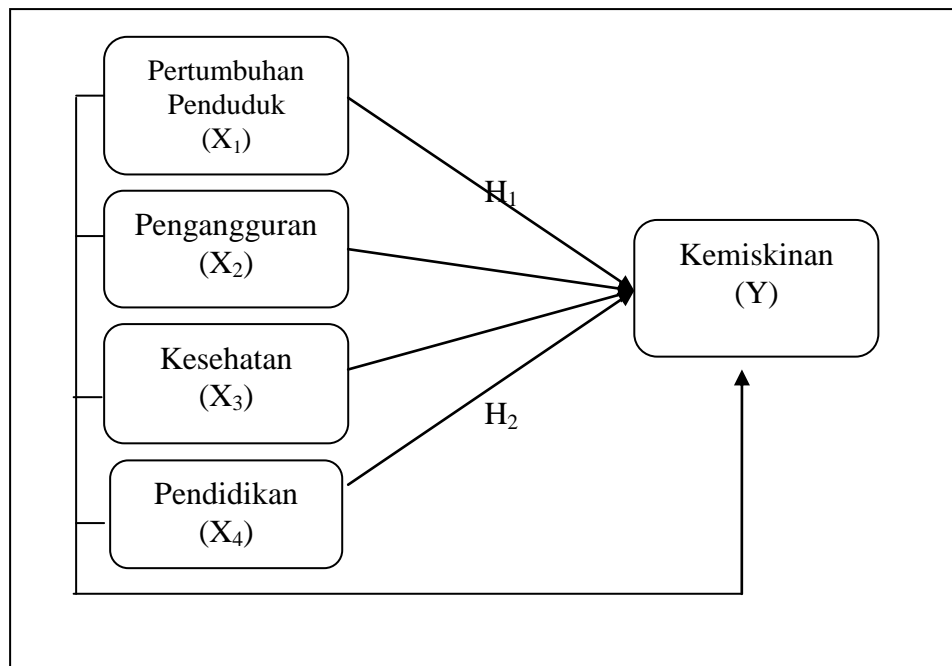 Pertumbuhan
Penduduk
(X₁)
H₁
Pengangguran
(X₂)
Kemiskinan
(Y)
Kesehatan
(X₃)
H₂
Pendidikan
(X₄)